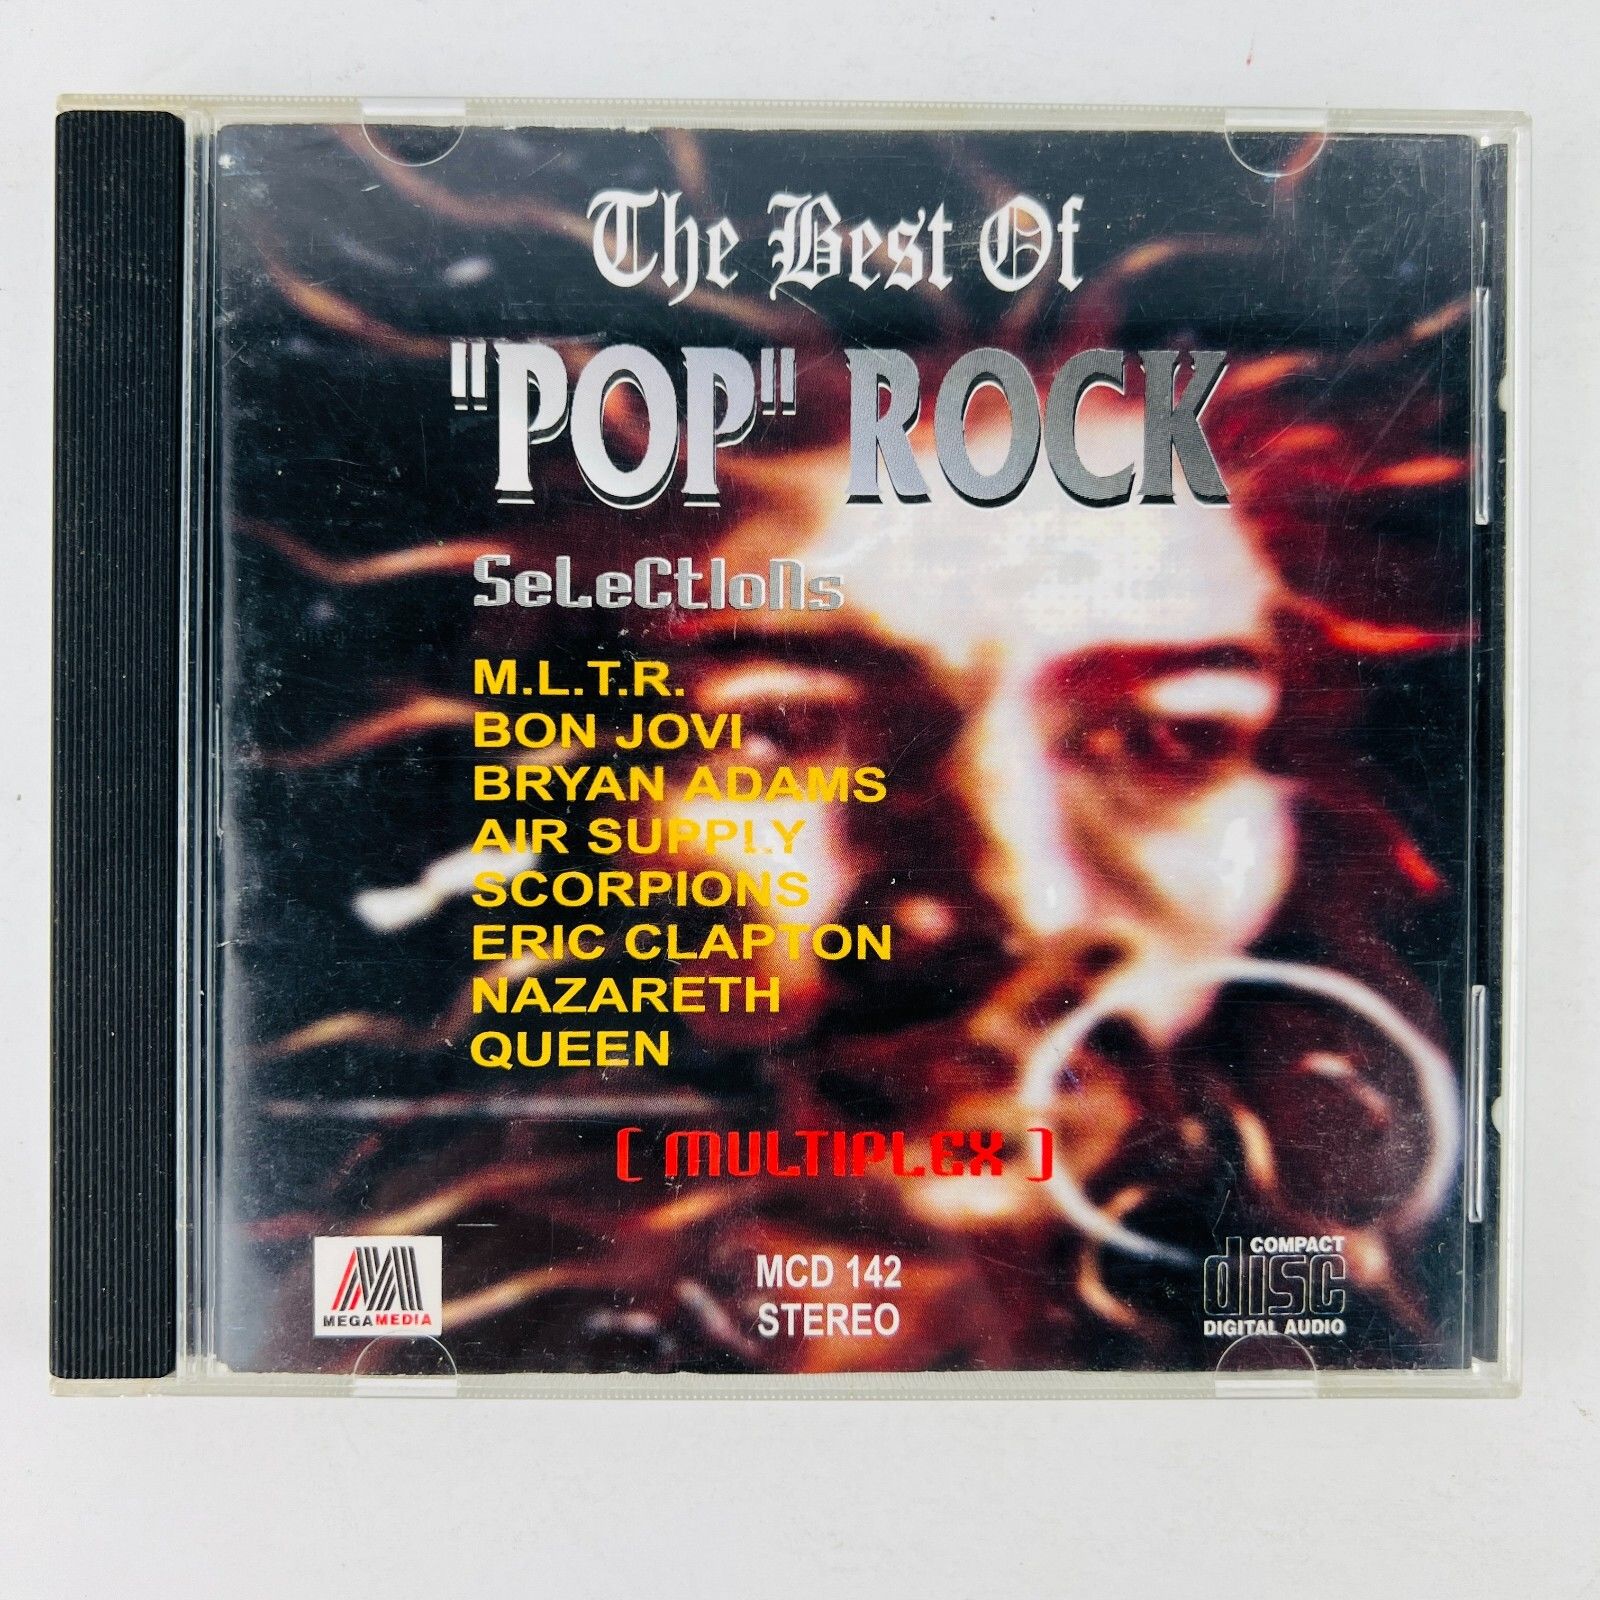 The Best Of
"POP" ROCK
SeLeCtIoNs
M.L.T.R.
BON JOVI
BRYAN ADAMS
AIR SUPPLY
SCORPIONS
ERIC CLAPTON
NAZARETH
QUEEN
[ MULTIPLEX ]
MEGAMEDIA
MCD 142
STEREO
COMPACT
disc
DIGITAL AUDIO